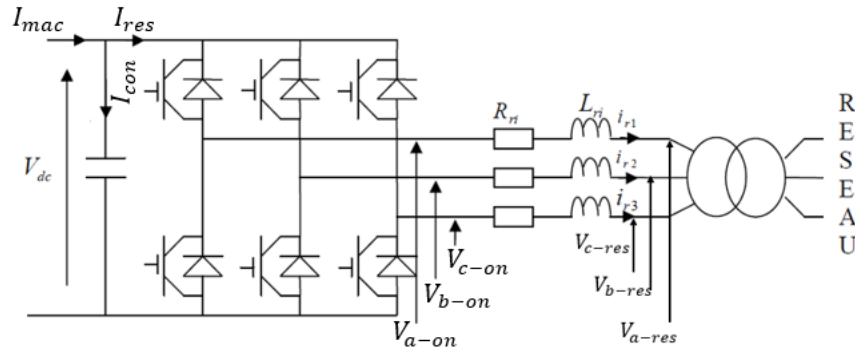 I_mac
I_res
I_con
V_dc
R_ri
L_ri
i_r1
i_r2
i_r3
V_c-on
V_b-on
V_a-on
V_c-res
V_b-res
V_a-res
RESEAU